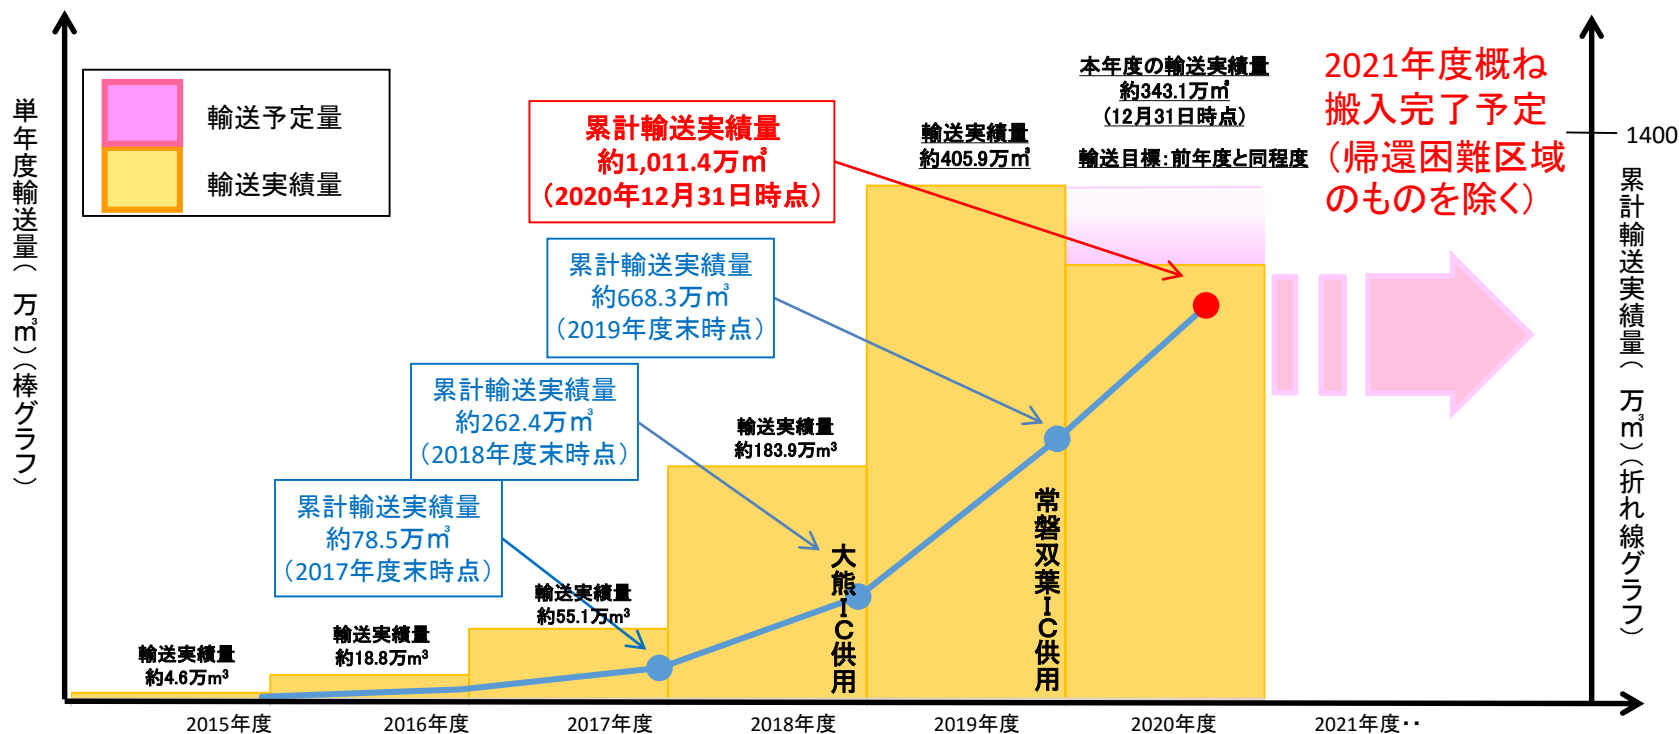 単年度輸送量（　万㎥）（棒グラフ）
輸送予定量
輸送実績量
累計輸送実績量
約1,011.4万㎥
（2020年12月31日時点）
累計輸送実績量
約668.3万㎥
（2019年度末時点）
累計輸送実績量
約262.4万㎥
（2018年度末時点）
累計輸送実績量
約78.5万㎥
（2017年度末時点）
輸送実績量
約4.6万m³
輸送実績量
約18.8万m³
輸送実績量
約55.1万m³
輸送実績量
約183.9万m³
輸送実績量
約405.9万㎥
本年度の輸送実績量
約343.1万㎥
（12月31日時点）
輸送目標：前年度と同程度
大熊ＩＣ供用
常磐双葉ＩＣ供用
2021年度概ね
搬入完了予定
（帰還困難区域
のものを除く）
1400
累計輸送実績量（　万㎥）（折れ線グラフ）
2015年度
2016年度
2017年度
2018年度
2019年度
2020年度
2021年度・・